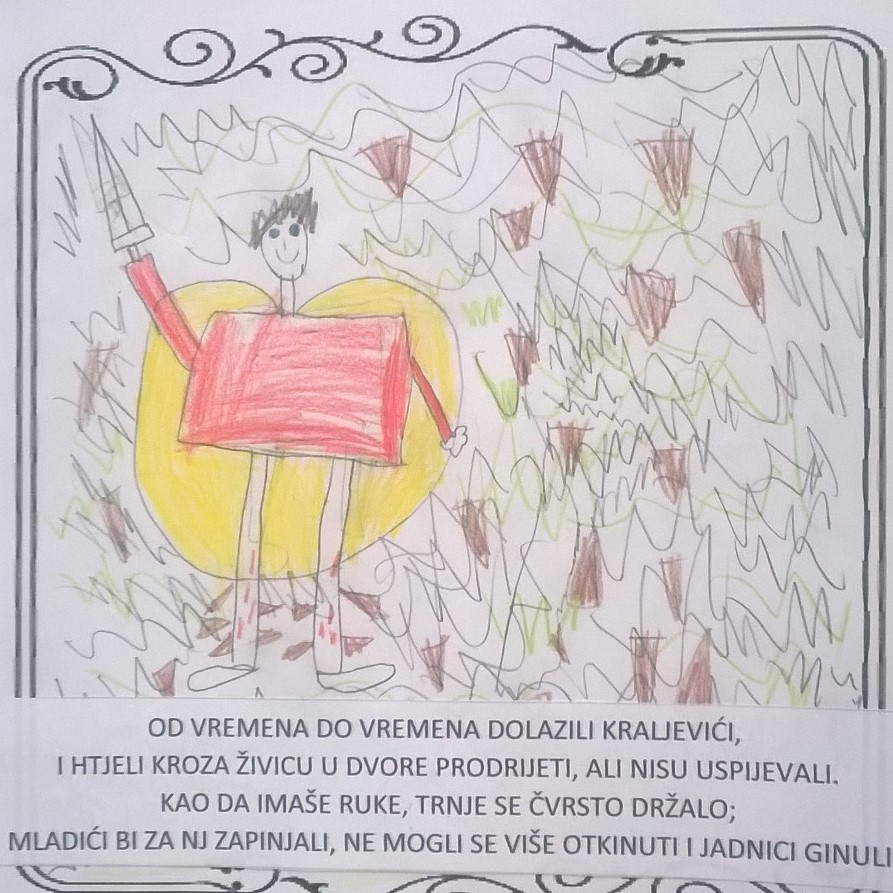 OD VREMENA DO VREMENA DOLAZILI KRALJEVIĆI,
I HTJELI KROZA ŽIVICU U DVORE PRODRIJETI, ALI NISU USPIJEVALI.
KAO DA IMAŠE RUKE, TRNJE SE ČVRSTO DRŽALO;
MLADIĆI BI ZA NJ ZAPINJALI, NE MOGLI SE VIŠE OTKINUTI I JADNICI GINULI